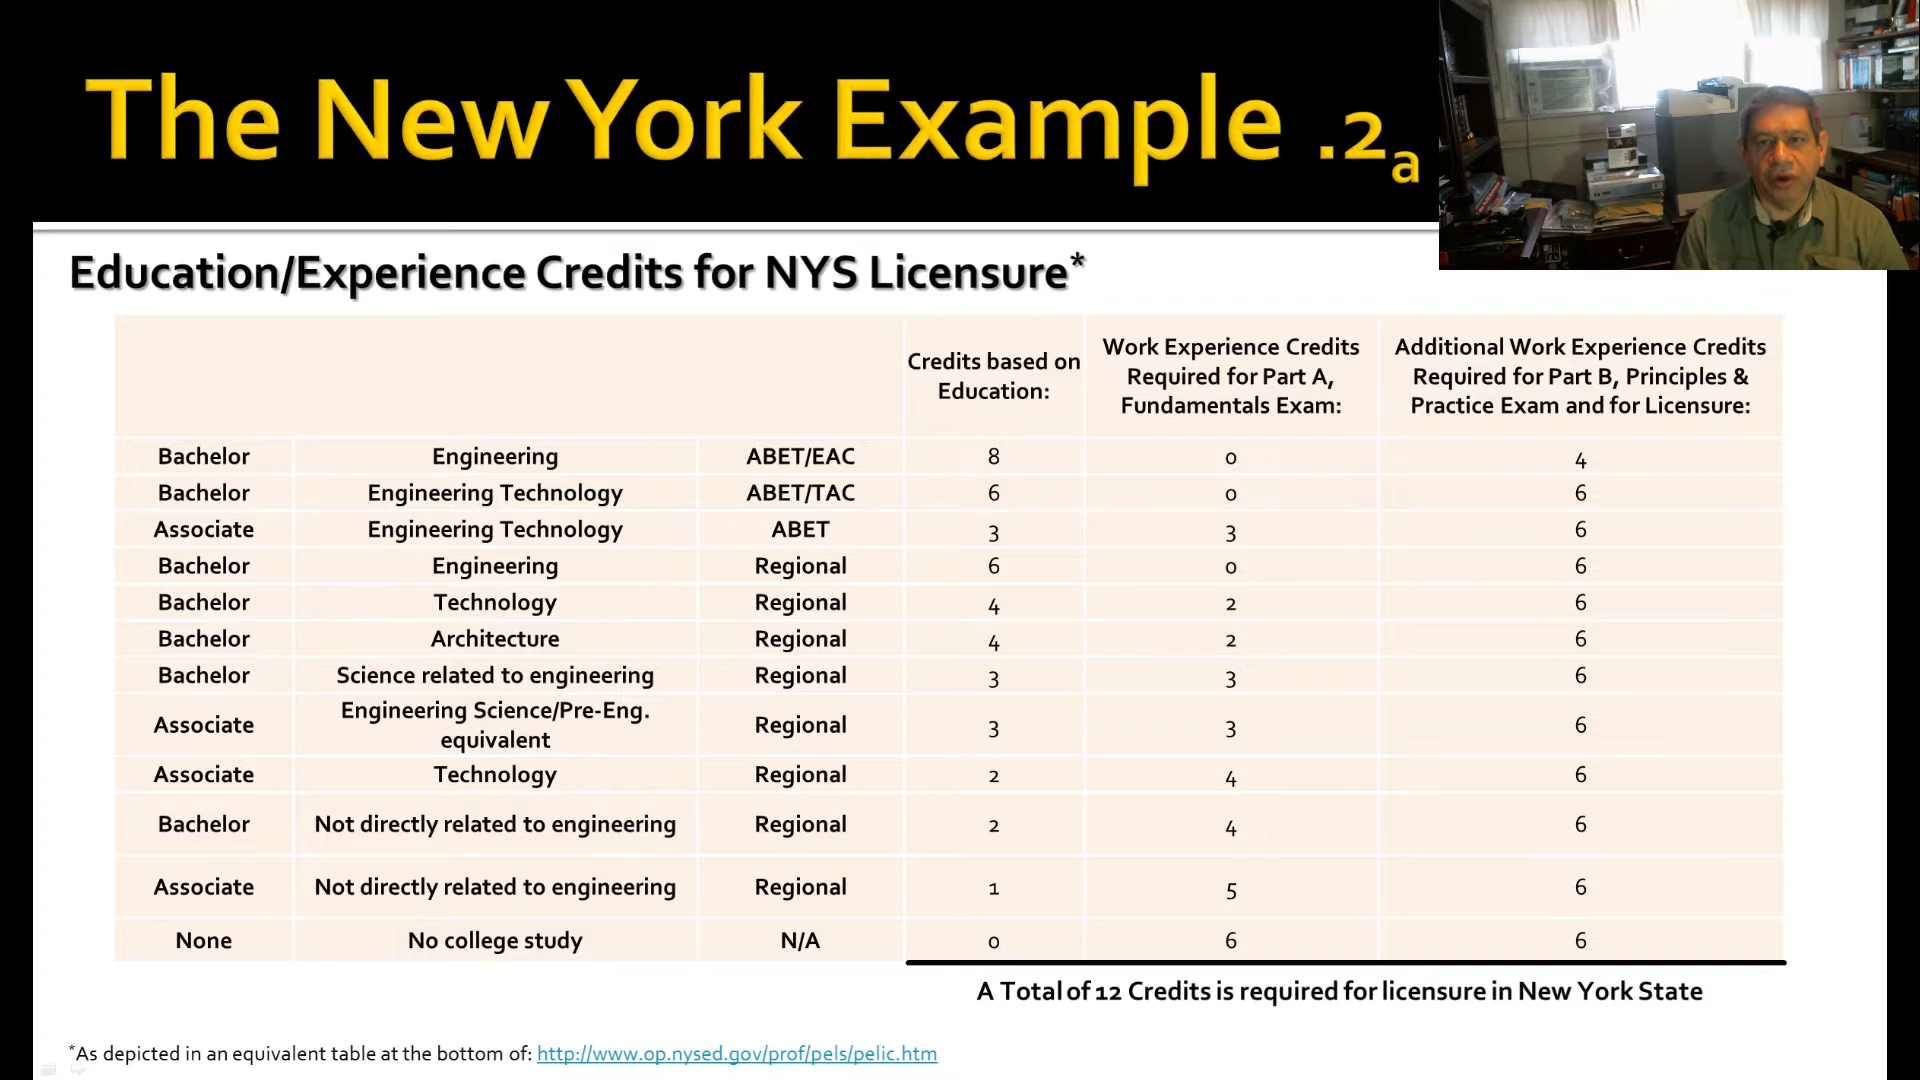 The New York Example .2a
Education/Experience Credits for NYS Licensure*
Credits based on Education: Work Experience Credits Required for Part A, Fundamentals Exam: Additional Work Experience Credits Required for Part B, Principles & Practice Exam and for Licensure:
Bachelor Engineering ABET/EAC 8 0 4
Bachelor Engineering Technology ABET/TAC 6 0 6
Associate Engineering Technology ABET 3 3 6
Bachelor Engineering Regional 6 0 6
Bachelor Technology Regional 4 2 6
Bachelor Architecture Regional 4 2 6
Bachelor Science related to engineering Regional 3 3 6
Associate Engineering Science/Pre-Eng. equivalent Regional 3 3 6
Associate Technology Regional 2 4 6
Bachelor Not directly related to engineering Regional 2 4 6
Associate Not directly related to engineering Regional 1 5 6
None No college study N/A 0 6 6
A Total of 12 Credits is required for licensure in New York State
*As depicted in an equivalent table at the bottom of: http://www.op.nysed.gov/prof/pels/pelic.htm